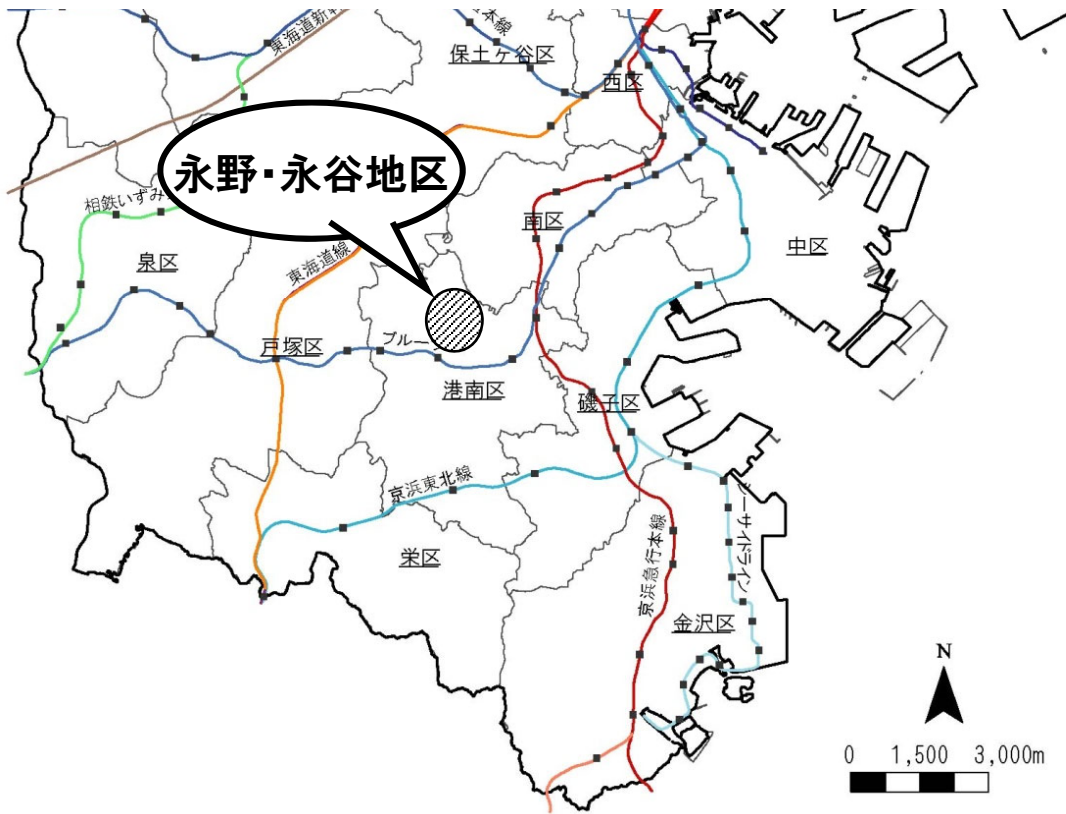 東海道新
本線
保土ケ谷区
西区
永野・永谷地区
相鉄いずみ
南区
中区
泉区
東海道線
戸塚区
ブルー
港南区
磯子区
京浜東北線
シーサイドライン
京浜急行本線
栄区
金沢区
N
0 1,500 3,000m